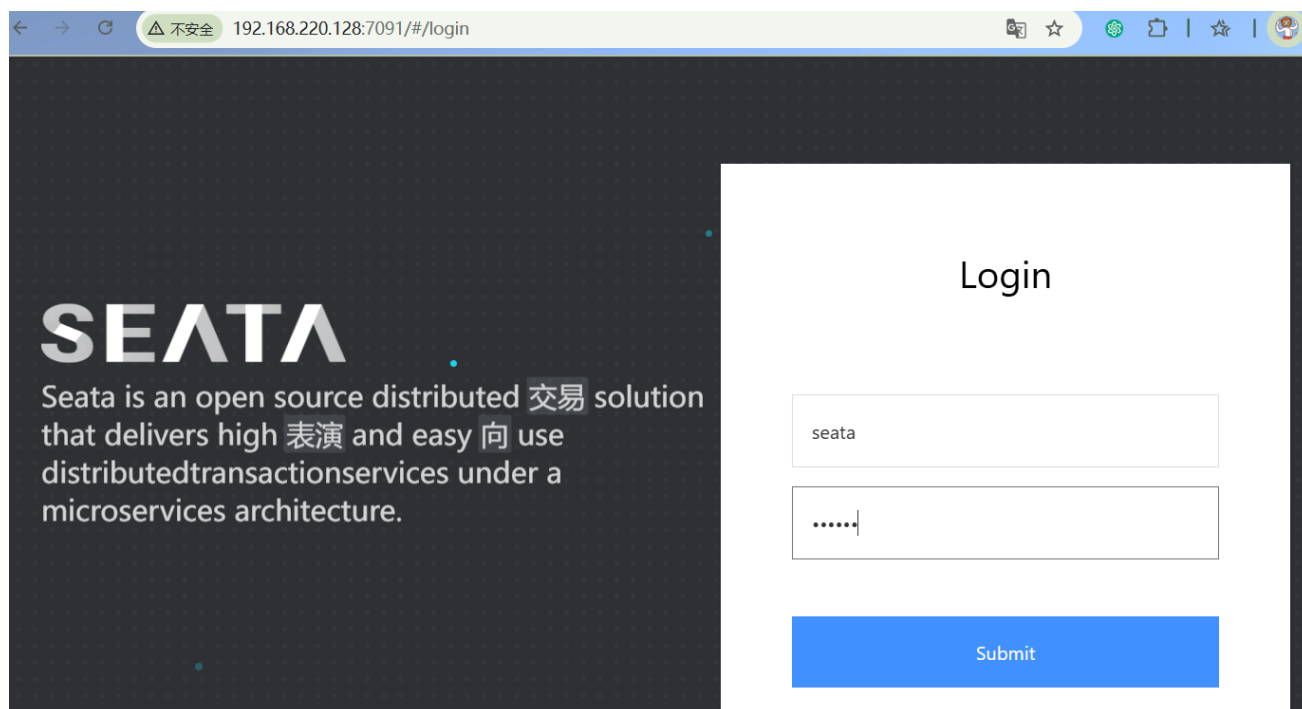 不安全 192.168.220.128:7091/#/login
SEATA
Seata is an open source distributed 交易 solution
that delivers high 表演 and easy 向 use
distributedtransactionservices under a
microservices architecture.
Login
seata
••••••
Submit